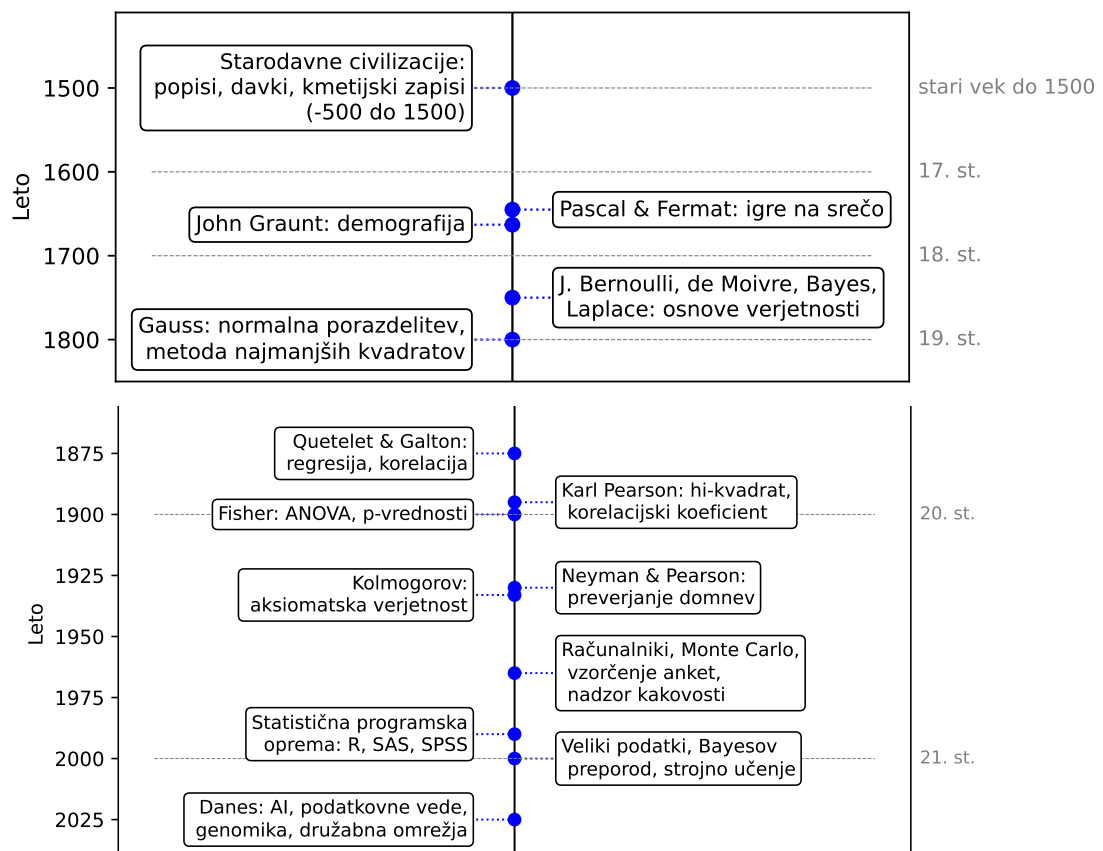 Starodavne civilizacije:
popisi, davki, kmetijski zapisi
(-500 do 1500)
1500
stari vek do 1500
1600
17. st.
Pascal & Fermat: igre na srečo
John Graunt: demografija
Leto
1700
18. st.
J. Bernoulli, de Moivre, Bayes,
Laplace: osnove verjetnosti
Gauss: normalna porazdelitev,
metoda najmanjših kvadratov
1800
19. st.
Quetelet & Galton:
regresija, korelacija
1875
Karl Pearson: hi-kvadrat,
korelacijski koeficient
Fisher: ANOVA, p-vrednosti
1900
20. st.
1925
Neyman & Pearson:
preverjanje domnev
Kolmogorov:
aksiomatska verjetnost
Leto
1950
Računalniki, Monte Carlo,
vzorčenje anket,
nadzor kakovosti
1975
Statistična programska
oprema: R, SAS, SPSS
Veliki podatki, Bayesov
preporod, strojno učenje
2000
21. st.
Danes: AI, podatkovne vede,
genomika, družabna omrežja
2025